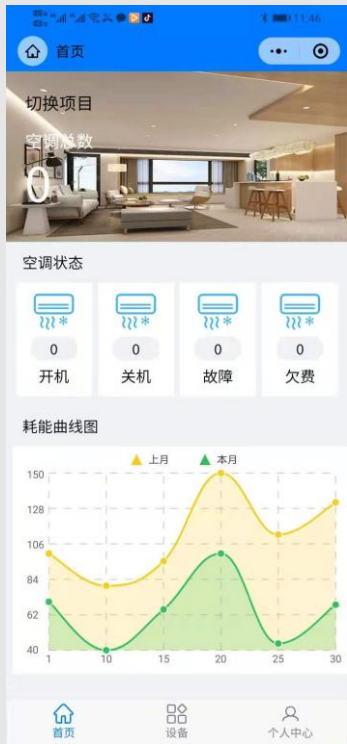 11:46
首页
切换项目
空调总数
0
空调状态
0 0 0 0
开机 关机 故障 欠费
耗能曲线图
上月 本月
150
128
106
84
62
40
1 10 15 20 25 30
首页 设备 个人中心